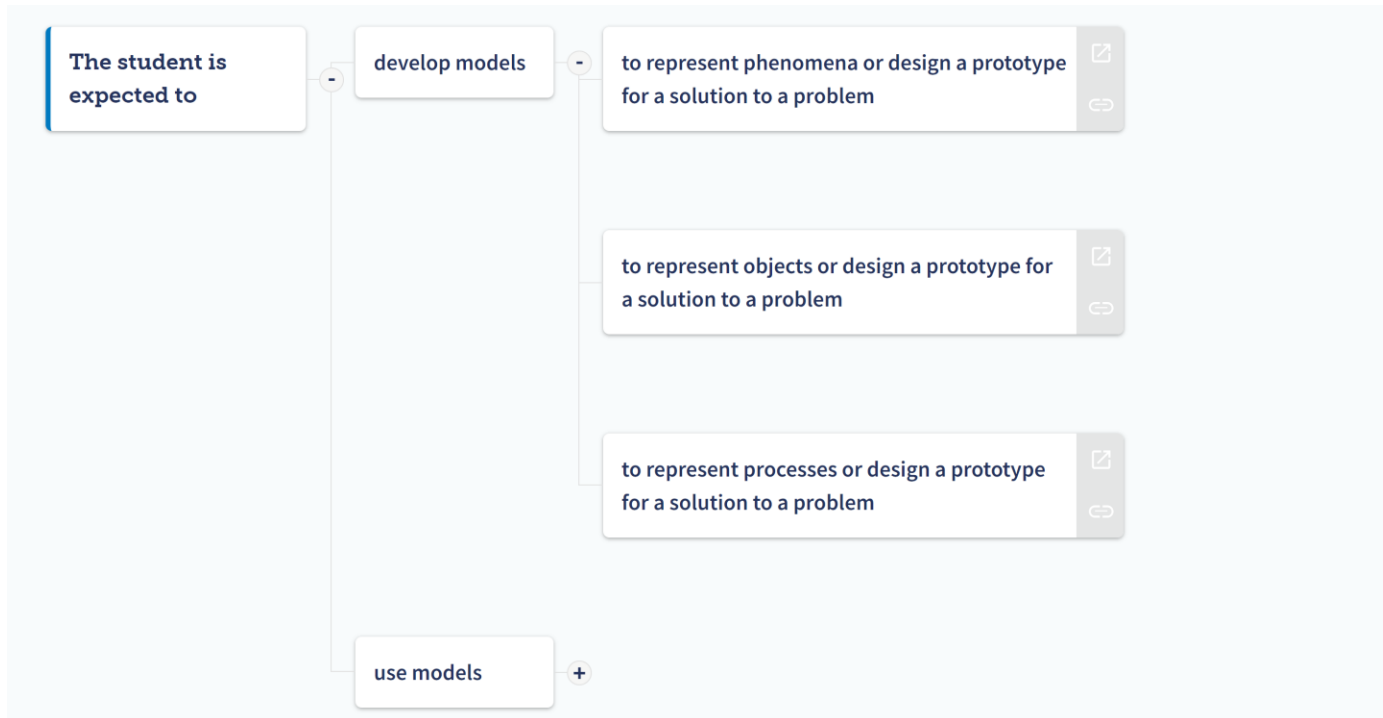 The student is
expected to
-
develop models
-
to represent phenomena or design a prototype
for a solution to a problem
to represent objects or design a prototype for
a solution to a problem
to represent processes or design a prototype
for a solution to a problem
use models
+